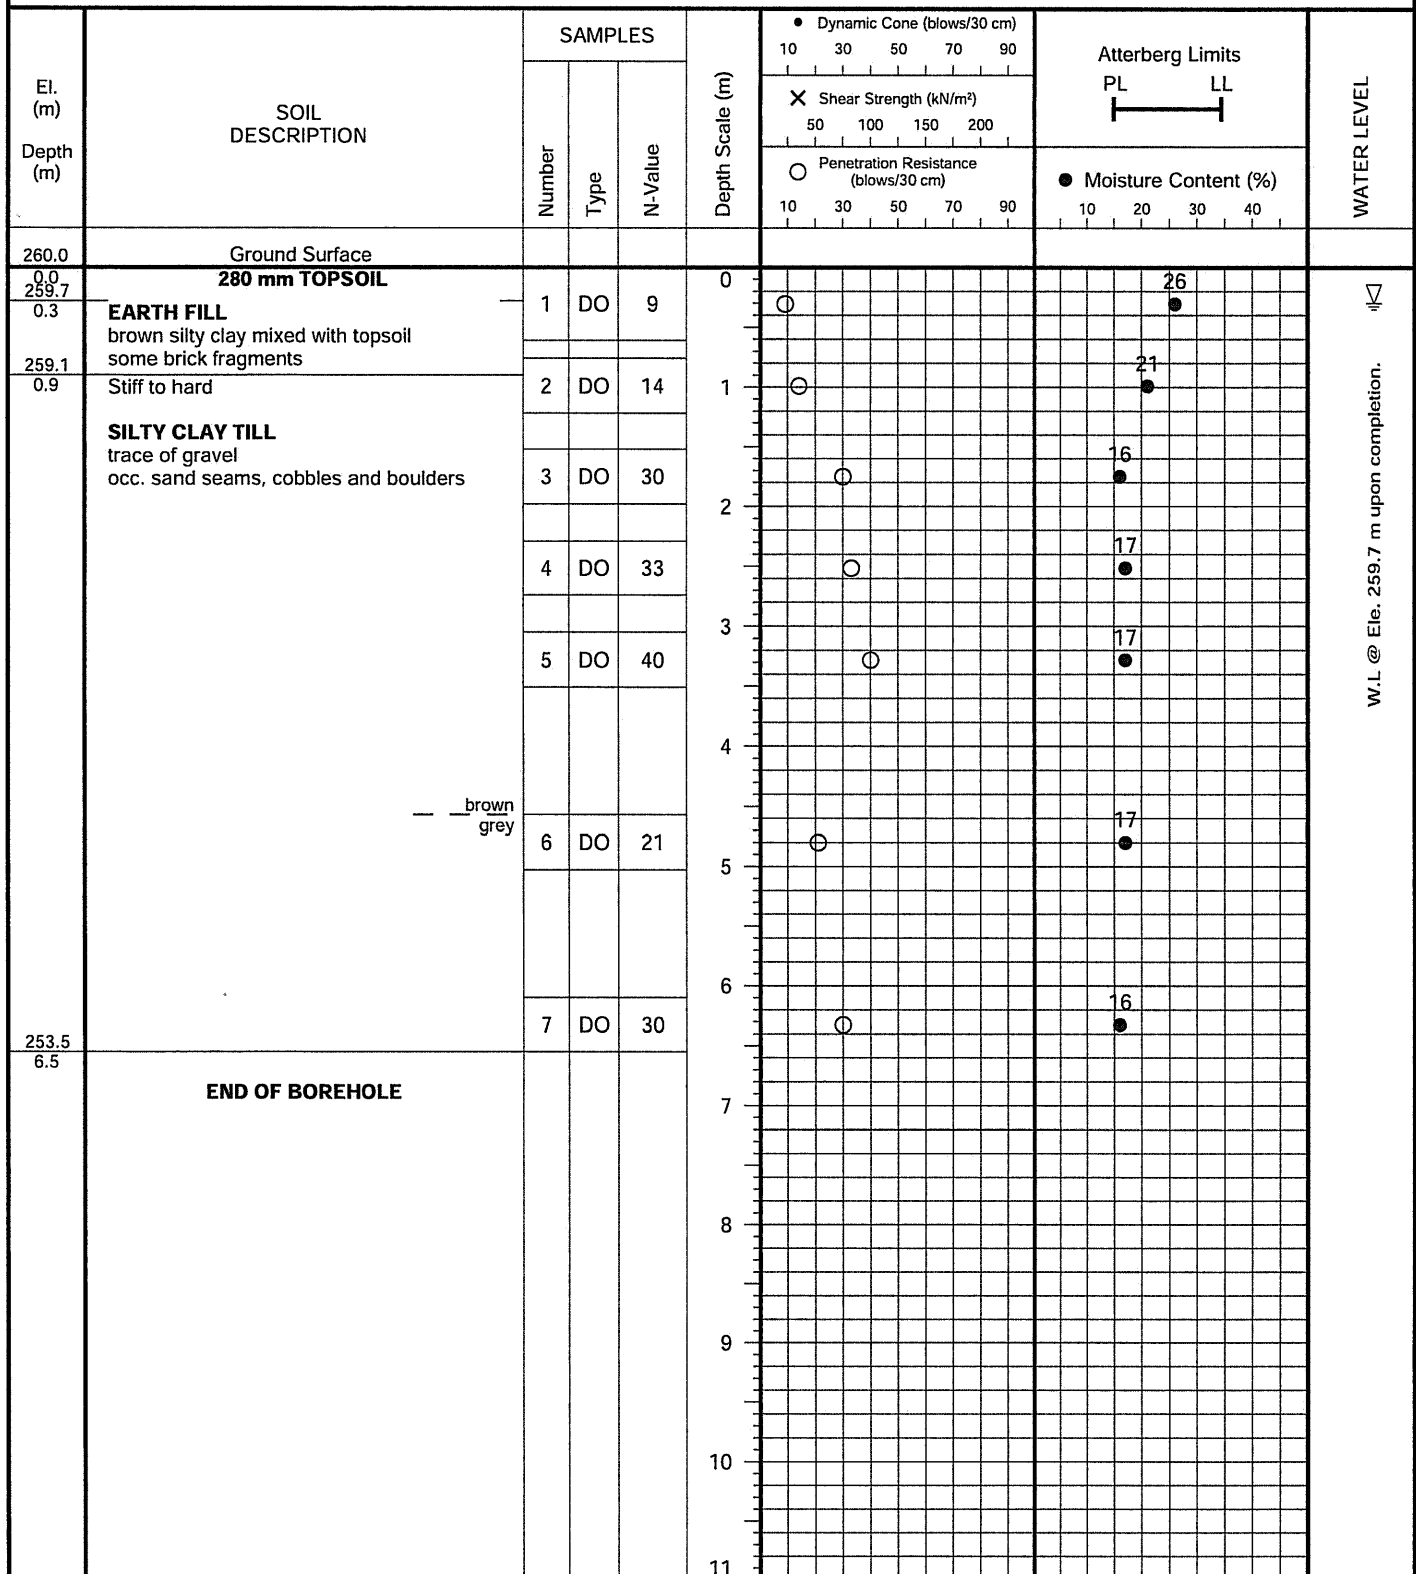 El.
(m)
Depth
(m)
SOIL
DESCRIPTION
SAMPLES
Number
Type
N-Value
Depth Scale (m)
Dynamic Cone (blows/30 cm)
10 30 50 70 90
Shear Strength (kN/m²)
50 100 150 200
Penetration Resistance
(blows/30 cm)
10 30 50 70 90
Atterberg Limits
PL LL
Moisture Content (%)
10 20 30 40
WATER LEVEL
260.0 Ground Surface
0.0 280 mm TOPSOIL 0
259.7
0.3 EARTH FILL 1 DO 9 26
brown silty clay mixed with topsoil
some brick fragments
259.1
0.9 Stiff to hard 2 DO 14 1 21
SILTY CLAY TILL
trace of gravel
occ. sand seams, cobbles and boulders 3 DO 30 16
2
4 DO 33 17
3
5 DO 40 17
4
brown
grey
6 DO 21 17
5
6
7 DO 30 16
253.5
6.5
END OF BOREHOLE
7
8
9
10
11
W.L @ Ele. 259.7 m upon completion.